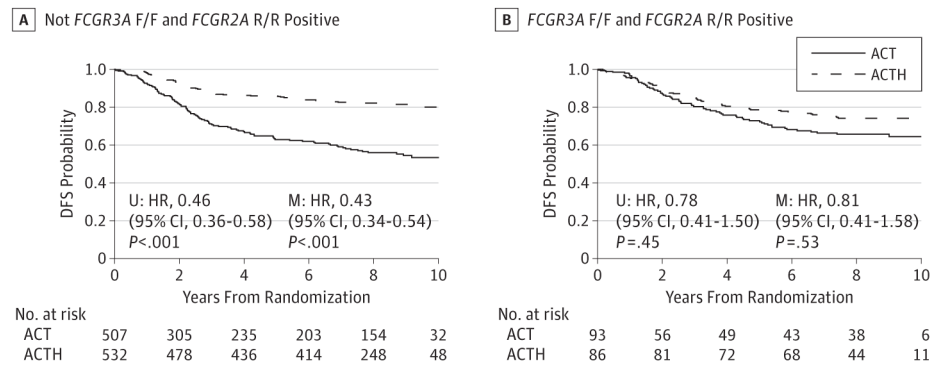 A Not FCGR3A F/F and FCGR2A R/R Positive
DFS Probability
1.0
0.8
0.6
0.4
0.2
0
U: HR, 0.46
(95% CI, 0.36-0.58)
P<.001
M: HR, 0.43
(95% CI, 0.34-0.54)
P<.001
0 2 4 6 8 10
Years From Randomization
No. at risk
ACT 507 305 235 203 154 32
ACTH 532 478 436 414 248 48
B FCGR3A F/F and FCGR2A R/R Positive
ACT
ACTH
DFS Probability
1.0
0.8
0.6
0.4
0.2
0
U: HR, 0.78
(95% CI, 0.41-1.50)
P=.45
M: HR, 0.81
(95% CI, 0.41-1.58)
P=.53
0 2 4 6 8 10
Years From Randomization
No. at risk
ACT 93 56 49 43 38 6
ACTH 86 81 72 68 44 11